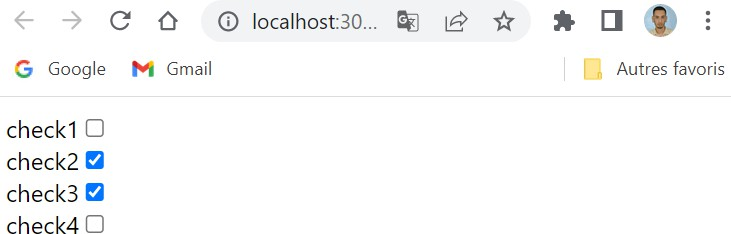 localhost:30...
Google Gmail Autres favoris
check1
check2
check3
check4